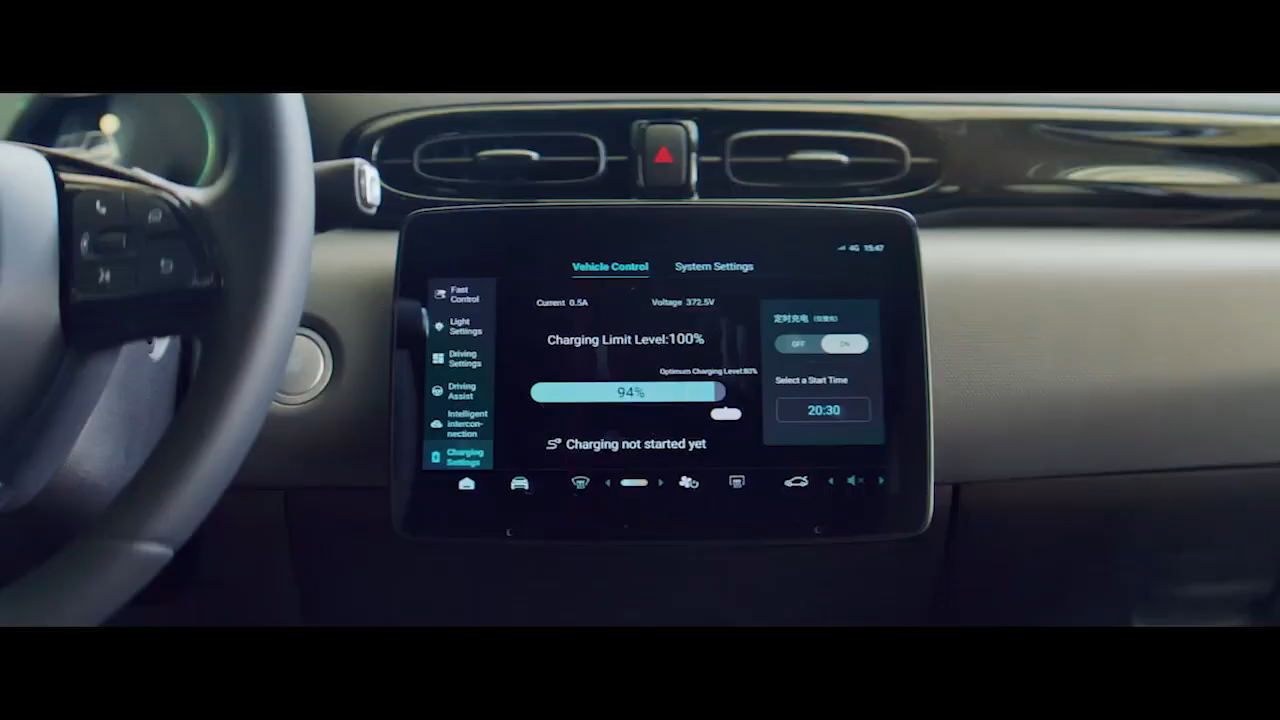 4G 15:47
Vehicle Control System Settings
Fast
Control
Light
Settings
Driving
Settings
Driving
Assist
Intelligent
intercon-
nection
Charging
Settings
Current 0.5A Voltage 372.5V
Charging Limit Level:100%
Optimum Charging Level:80%
94%
Charging not started yet
定时充电
OFF ON
Select a Start Time
20:30